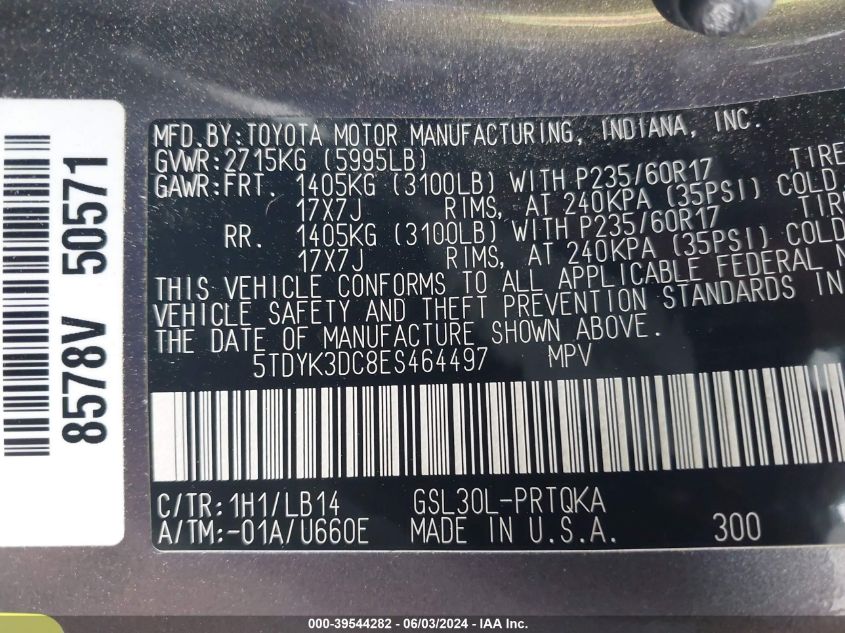 8578V 50571
MFD.BY:TOYOTA MOTOR MANUFACTURING, INDIANA, INC.
GVWR:2715KG (5995LB)
GAWR:FRT. 1405KG (3100LB) WITH P235/60R17 TIRE
17X7J RIMS, AT 240KPA (35PSI) COLD
RR. 1405KG (3100LB) WITH P235/60R17 TIRE
17X7J RIMS, AT 240KPA (35PSI) COLD
THIS VEHICLE CONFORMS TO ALL APPLICABLE FEDERAL
VEHICLE SAFETY AND THEFT PREVENTION STANDARDS IN
THE DATE OF MANUFACTURE SHOWN ABOVE.
5TDYK3DC8ES464497 MPV
C/TR:1H1/LB14 GSL30L-PRTQKA
A/TM:-01A/U660E MADE IN U.S.A. 300
000-39544282 - 06/03/2024 - IAA Inc.